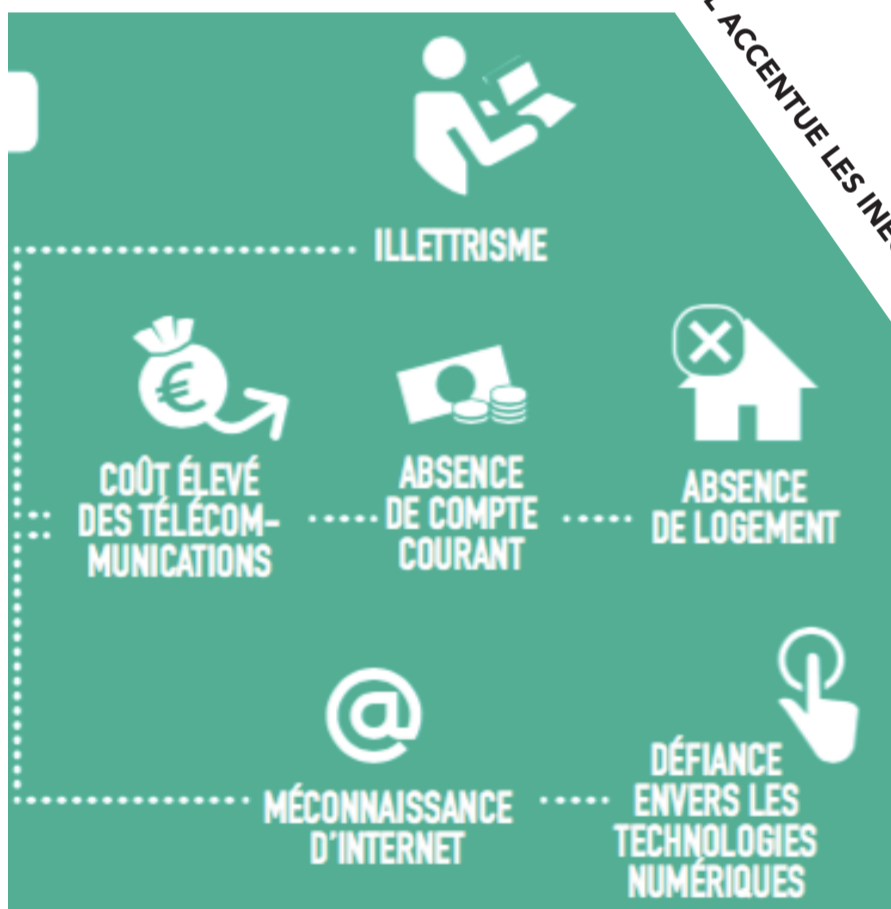 ACCENTUE LES
ILLETTRISME
€
COÛT ÉLEVÉ
DES TÉLÉCOM-
MUNICATIONS
ABSENCE
DE COMPTE
COURANT
ABSENCE
DE LOGEMENT
@
MÉCONNAISSANCE
D'INTERNET
DÉFIANCE
ENVERS LES
TECHNOLOGIES
NUMÉRIQUES